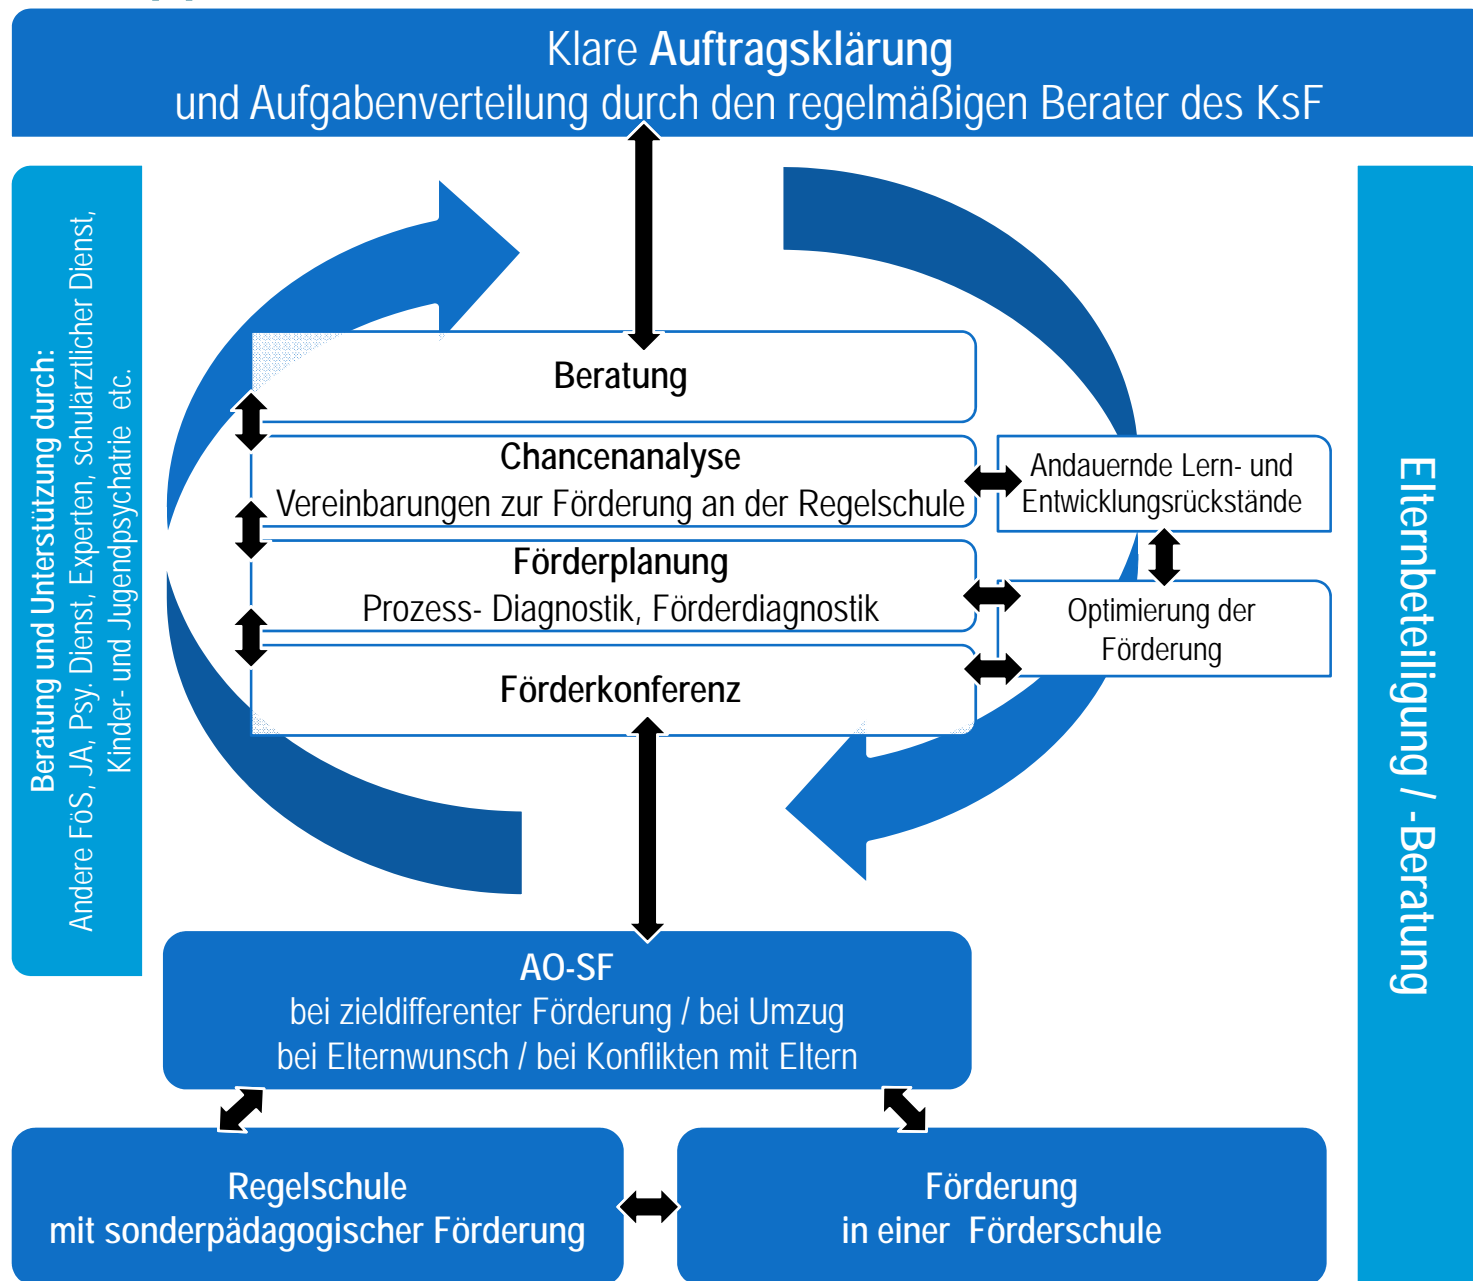 Klare Auftragsklärung
und Aufgabenverteilung durch den regelmäßigen Berater des KsF
Beratung und Unterstützung durch:
Andere FöS, JA, Psy. Dienst, Experten, schulärztlicher Dienst,
Kinder- und Jugendpsychatrie etc.
Beratung
Chancenanalyse
Vereinbarungen zur Förderung an der Regelschule
Andauernde Lern- und
Entwicklungsrückstände
Förderplanung
Prozess- Diagnostik, Förderdiagnostik
Optimierung der
Förderung
Förderkonferenz
Elternbeteiligung / -Beratung
AO-SF
bei zieldifferenter Förderung / bei Umzug
bei Elternwunsch / bei Konflikten mit Eltern
Regelschule
mit sonderpädagogischer Förderung
Förderung
in einer Förderschule